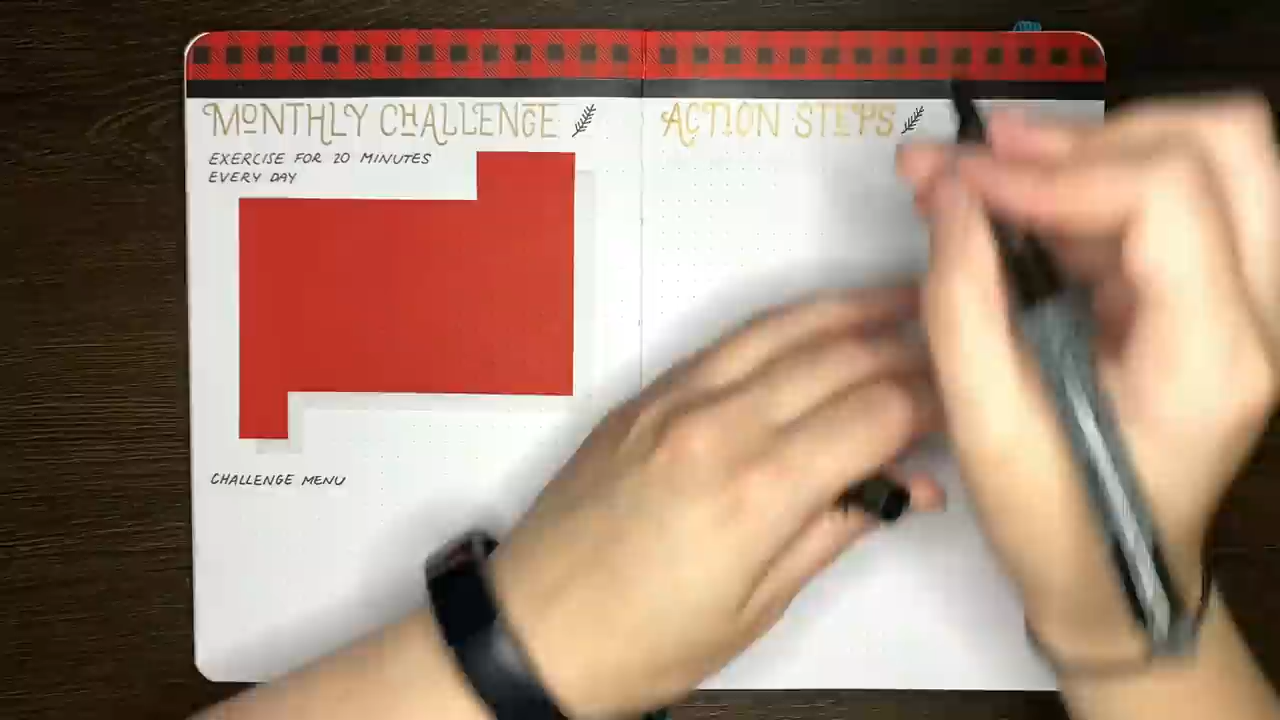 MONTHLY CHALLENGE
EXERCISE FOR 20 MINUTES
EVERY DAY
CHALLENGE MENU
ACTION STEPS